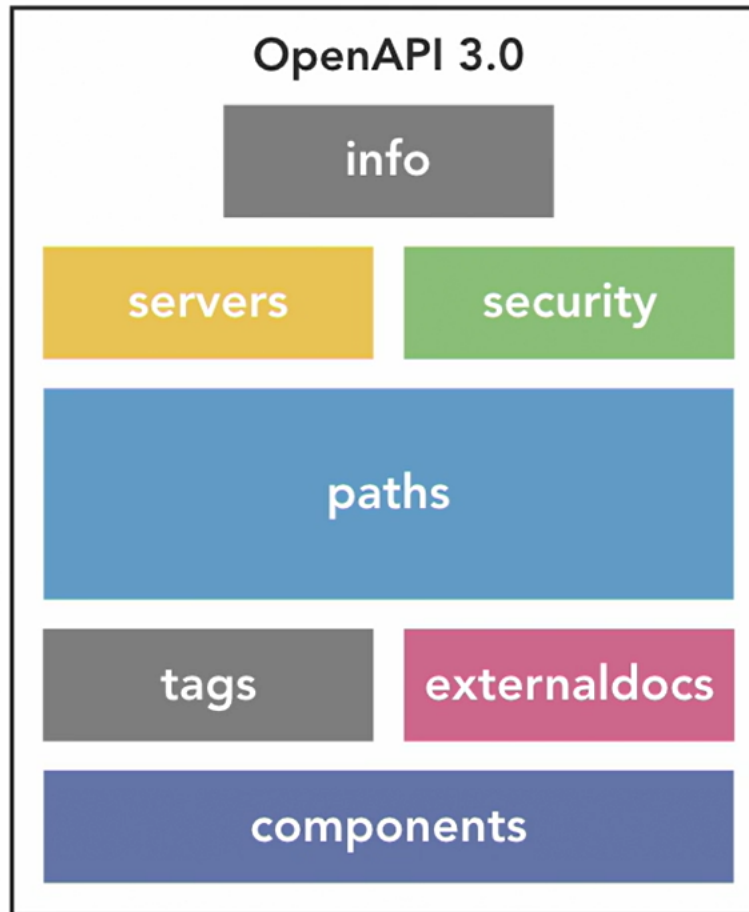 OpenAPI 3.0
info
servers
security
paths
tags
externaldocs
components